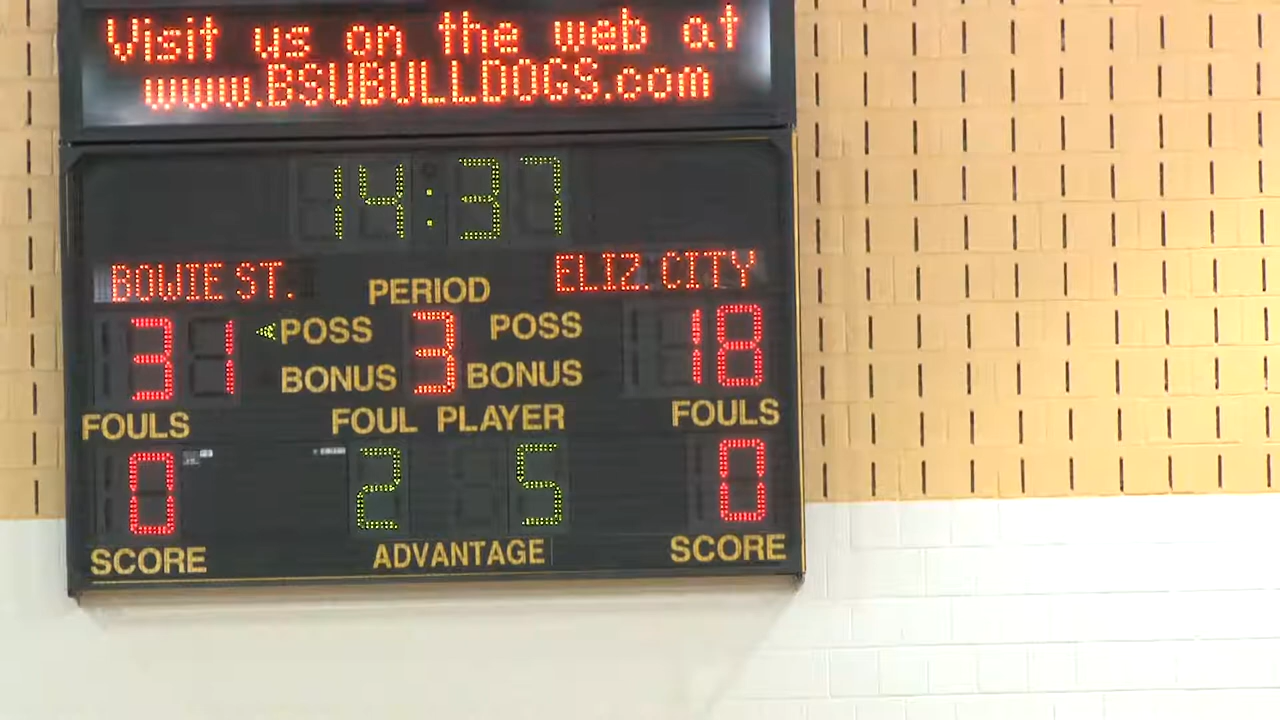 Visit us on the web at
www.BSUBULLDOGS.com
14:37
BOWIE ST. ELIZ. CITY
PERIOD
31 POSS 3 POSS 18
BONUS BONUS
FOULS FOUL PLAYER FOULS
0 2 5 0
SCORE ADVANTAGE SCORE